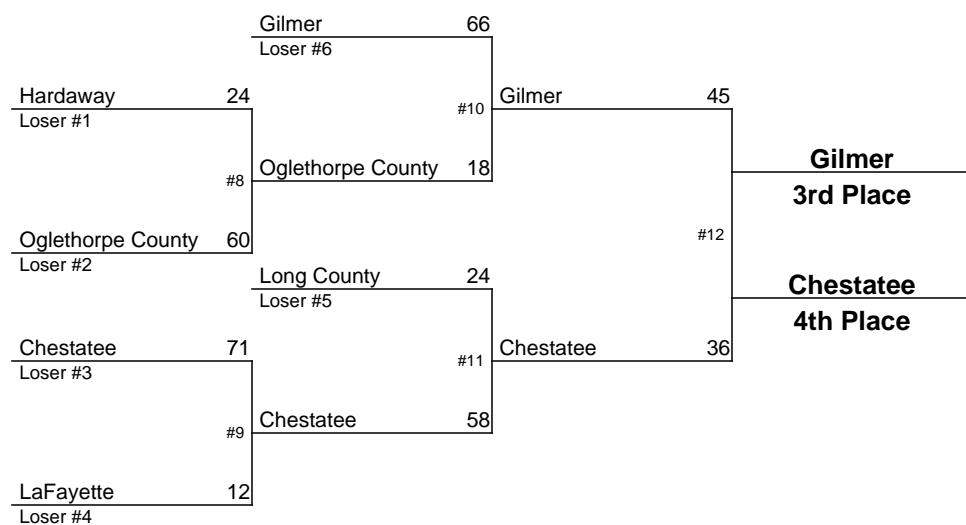 Gilmer 66
Loser #6
Hardaway 24
Loser #1
#10
Gilmer 45
#8
Oglethorpe County 18
Gilmer
3rd Place
Oglethorpe County 60
Loser #2
#12
Long County 24
Loser #5
Chestatee
4th Place
Chestatee 71
Loser #3
#11
Chestatee 36
#9
Chestatee 58
LaFayette 12
Loser #4